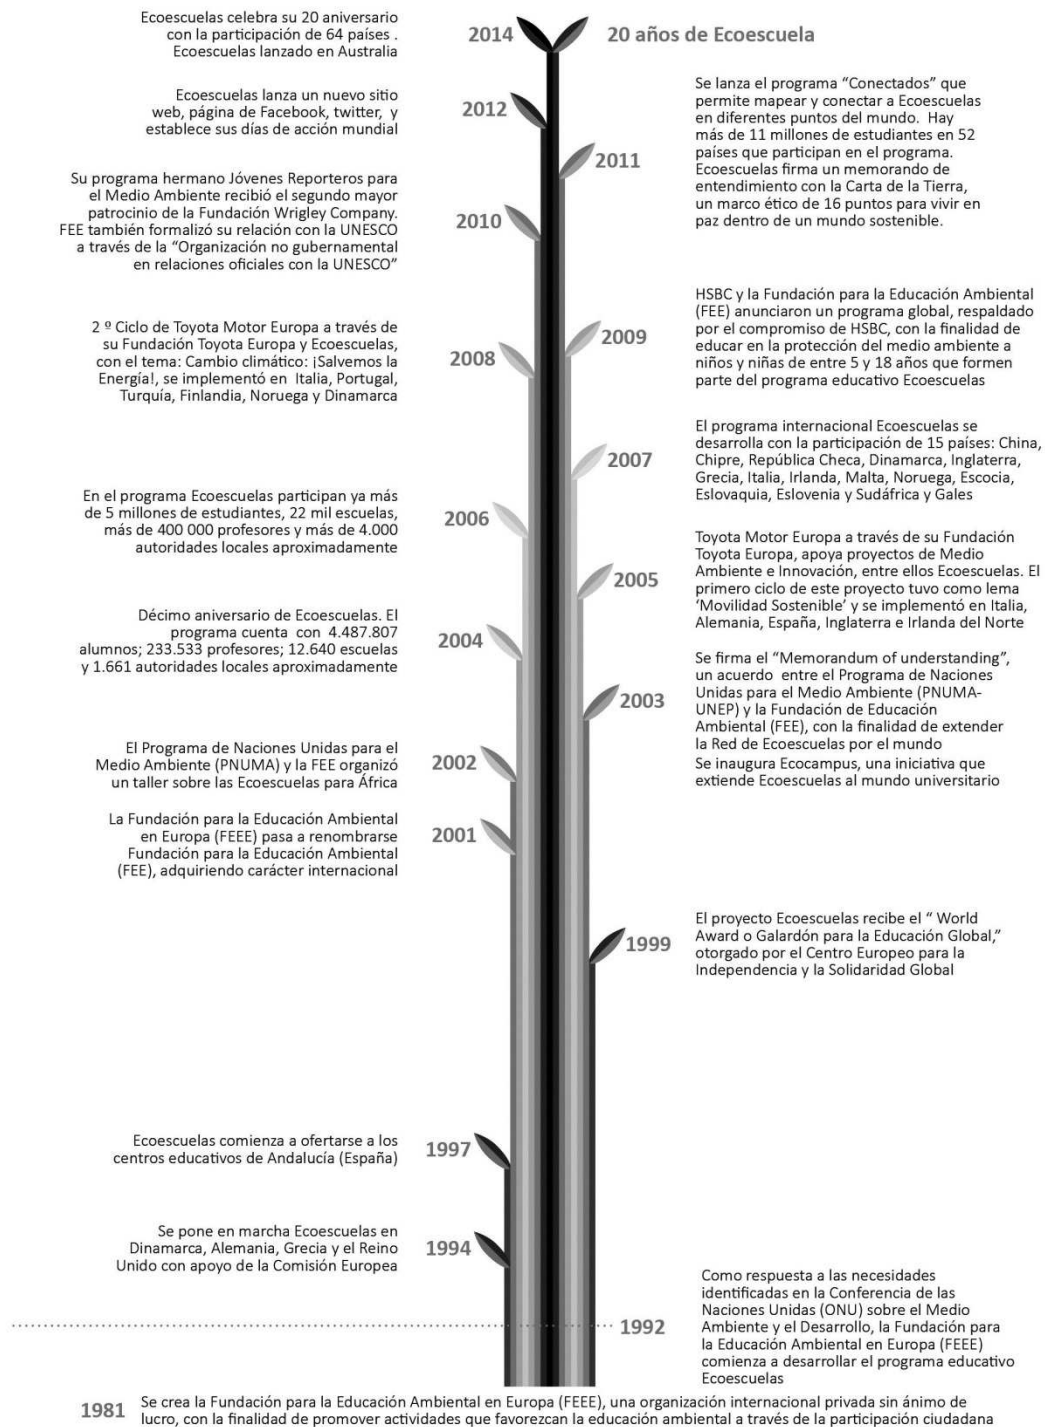 Ecoescuelas celebra su 20 aniversario
con la participación de 64 países .
Ecoescuelas lanzado en Australia
2014
20 años de Ecoescuela
Ecoescuelas lanza un nuevo sitio
web, página de Facebook, twitter, y
establece sus días de acción mundial
2012
Se lanza el programa “Conectados” que
permite mapear y conectar a Ecoescuelas
en diferentes puntos del mundo. Hay
más de 11 millones de estudiantes en 52
países que participan en el programa.
Ecoescuelas firma un memorando de
entendimiento con la Carta de la Tierra,
un marco ético de 16 puntos para vivir en
paz dentro de un mundo sostenible.
2011
Su programa hermano Jóvenes Reporteros para
el Medio Ambiente recibió el segundo mayor
patrocinio de la Fundación Wrigley Company.
FEE también formalizó su relación con la UNESCO
a través de la “Organización no gubernamental
en relaciones oficiales con la UNESCO”
2010
HSBC y la Fundación para la Educación Ambiental
(FEE) anunciaron un programa global, respaldado
por el compromiso de HSBC, con la finalidad de
educar en la protección del medio ambiente a
niños y niñas de entre 5 y 18 años que formen
parte del programa educativo Ecoescuelas
2009
2 º Ciclo de Toyota Motor Europa a través de
su Fundación Toyota Europa y Ecoescuelas,
con el tema: Cambio climático: ¡Salvemos la
Energía!, se implementó en Italia, Portugal,
Turquía, Finlandia, Noruega y Dinamarca
2008
El programa internacional Ecoescuelas se
desarrolla con la participación de 15 países: China,
Chipre, República Checa, Dinamarca, Inglaterra,
Grecia, Italia, Irlanda, Malta, Noruega, Escocia,
Eslovaquia, Eslovenia y Sudáfrica y Gales
2007
En el programa Ecoescuelas participan ya más
de 5 millones de estudiantes, 22 mil escuelas,
más de 400 000 profesores y más de 4.000
autoridades locales aproximadamente
2006
Toyota Motor Europa a través de su Fundación
Toyota Europa, apoya proyectos de Medio
Ambiente e Innovación, entre ellos Ecoescuelas. El
primero ciclo de este proyecto tuvo como lema
‘Movilidad Sostenible’ y se implementó en Italia,
Alemania, España, Inglaterra e Irlanda del Norte
2005
Décimo aniversario de Ecoescuelas. El
programa cuenta con 4.487.807
alumnos; 233.533 profesores; 12.640 escuelas
y 1.661 autoridades locales aproximadamente
2004
Se firma el “Memorandum of understanding”,
un acuerdo entre el Programa de Naciones
Unidas para el Medio Ambiente (PNUMA-
UNEP) y la Fundación de Educación
Ambiental (FEE), con la finalidad de extender
la Red de Ecoescuelas por el mundo
Se inaugura Ecocampus, una iniciativa que
extiende Ecoescuelas al mundo universitario
2003
El Programa de Naciones Unidas para el
Medio Ambiente (PNUMA) y la FEE organizó
un taller sobre las Ecoescuelas para África
2002
La Fundación para la Educación Ambiental
en Europa (FEEE) pasa a renombrarse
Fundación para la Educación Ambiental
(FEE), adquiriendo carácter internacional
2001
El proyecto Ecoescuelas recibe el “ World
Award o Galardón para la Educación Global,”
otorgado por el Centro Europeo para la
Independencia y la Solidaridad Global
1999
Ecoescuelas comienza a ofertarse a los
centros educativos de Andalucía (España)
1997
Se pone en marcha Ecoescuelas en
Dinamarca, Alemania, Grecia y el Reino
Unido con apoyo de la Comisión Europea
1994
Como respuesta a las necesidades
identificadas en la Conferencia de las
Naciones Unidas (ONU) sobre el Medio
Ambiente y el Desarrollo, la Fundación para
la Educación Ambiental en Europa (FEEE)
comienza a desarrollar el programa educativo
Ecoescuelas
1992
1981
Se crea la Fundación para la Educación Ambiental en Europa (FEEE), una organización internacional privada sin ánimo de
lucro, con la finalidad de promover actividades que favorezcan la educación ambiental a través de la participación ciudadana